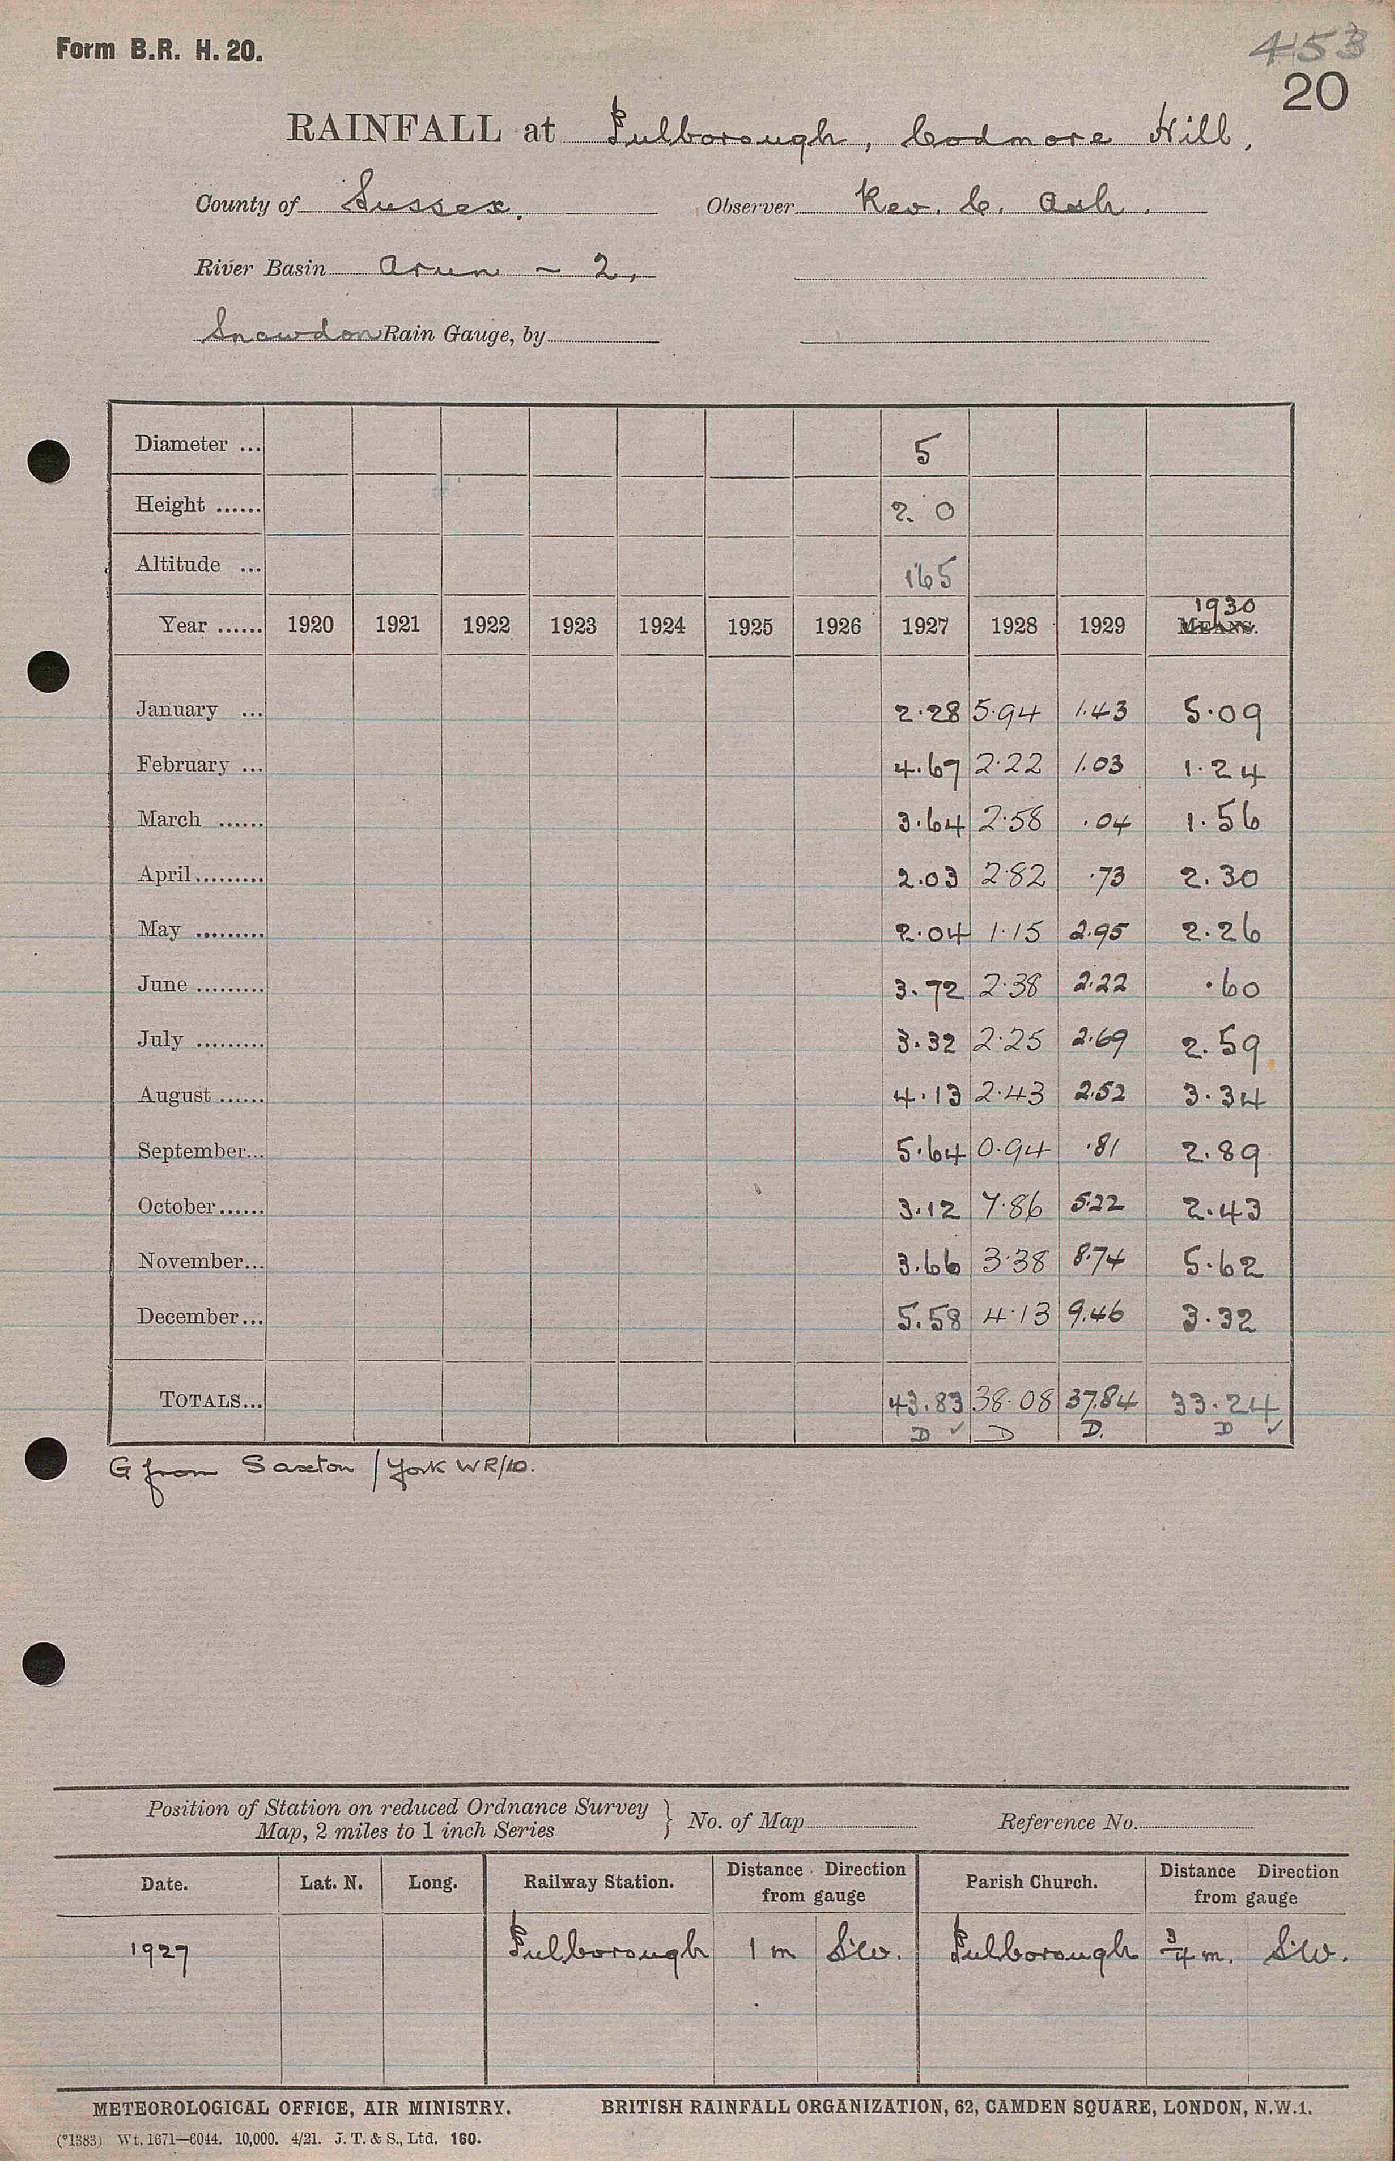 Form B.R. H. 20.
453
20
RAINFALL at Pulborough, Codmore Hill.
County of Sussex. Observer Rev. C. Ash.
River Basin Arun - 2.
Snowdon Rain Gauge, by
Diameter ... 5
Height ...... 2 0
Altitude ... 165
Year ...... 1920 1921 1922 1923 1924 1925 1926 1927 1928 1929 1930 MEANS.
January ... 2.28 5.94 1.43 5.09
February ... 4.67 2.22 1.03 1.24
March ...... 3.64 2.58 .04 1.56
April......... 2.03 2.82 .73 2.30
May ......... 2.04 1.15 2.95 2.26
June ......... 3.72 2.38 2.22 .60
July ......... 3.32 2.25 2.69 2.59
August ...... 4.13 2.43 2.52 3.34
September... 5.64 0.94 .81 2.89
October...... 3.12 7.86 5.22 2.43
November... 3.66 3.38 8.74 5.62
December... 5.58 4.13 9.46 3.32
TOTALS... 43.83 38.08 37.84 33.24
D ✓ D D. D ✓
G from Saxton / York WR/10.
Position of Station on reduced Ordnance Survey
Map, 2 miles to 1 inch Series } No. of Map Reference No.
Date. Lat. N. Long. Railway Station. Distance Direction from gauge Parish Church. Distance Direction from gauge
1927 Pulborough 1 m S.W. Pulborough ¾ m. S.W.
METEOROLOGICAL OFFICE, AIR MINISTRY. BRITISH RAINFALL ORGANIZATION, 62, CAMDEN SQUARE, LONDON, N.W.1.
(*1383) Wt. 1671—6044. 10,000. 4/21. J. T. & S., Ltd. 160.